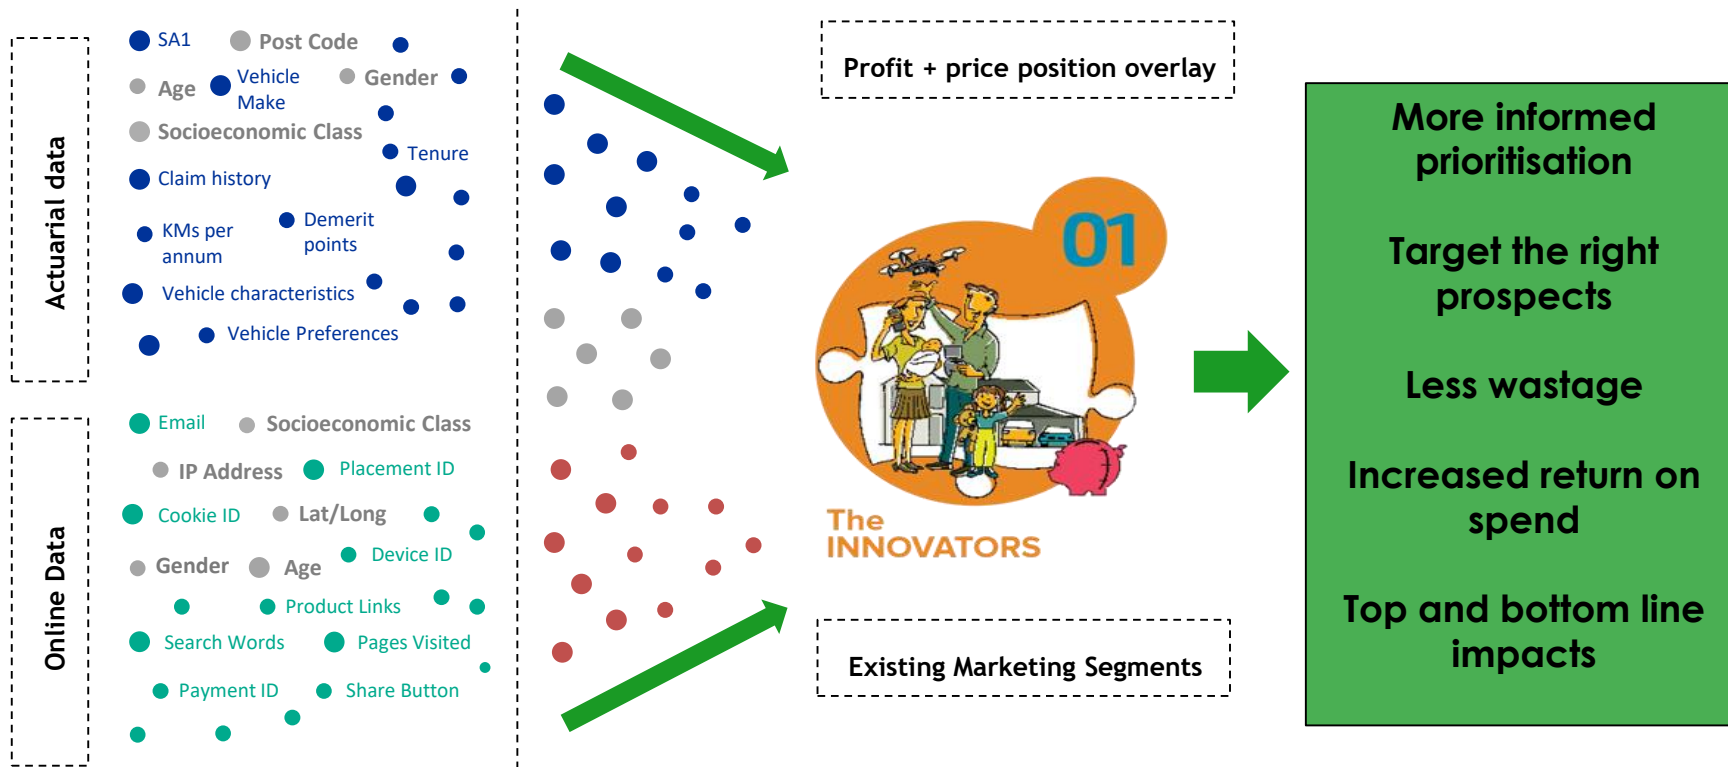 Actuarial data
SA1
Post Code
Age
Vehicle
Make
Gender
Socioeconomic Class
Tenure
Claim history
KMs per
annum
Demerit
points
Vehicle characteristics
Vehicle Preferences
Online Data
Email
Socioeconomic Class
IP Address
Placement ID
Cookie ID
Lat/Long
Device ID
Gender
Age
Product Links
Search Words
Pages Visited
Payment ID
Share Button
Profit + price position overlay
01
The
INNOVATORS
Existing Marketing Segments
More informed
prioritisation
Target the right
prospects
Less wastage
Increased return on
spend
Top and bottom line
impacts